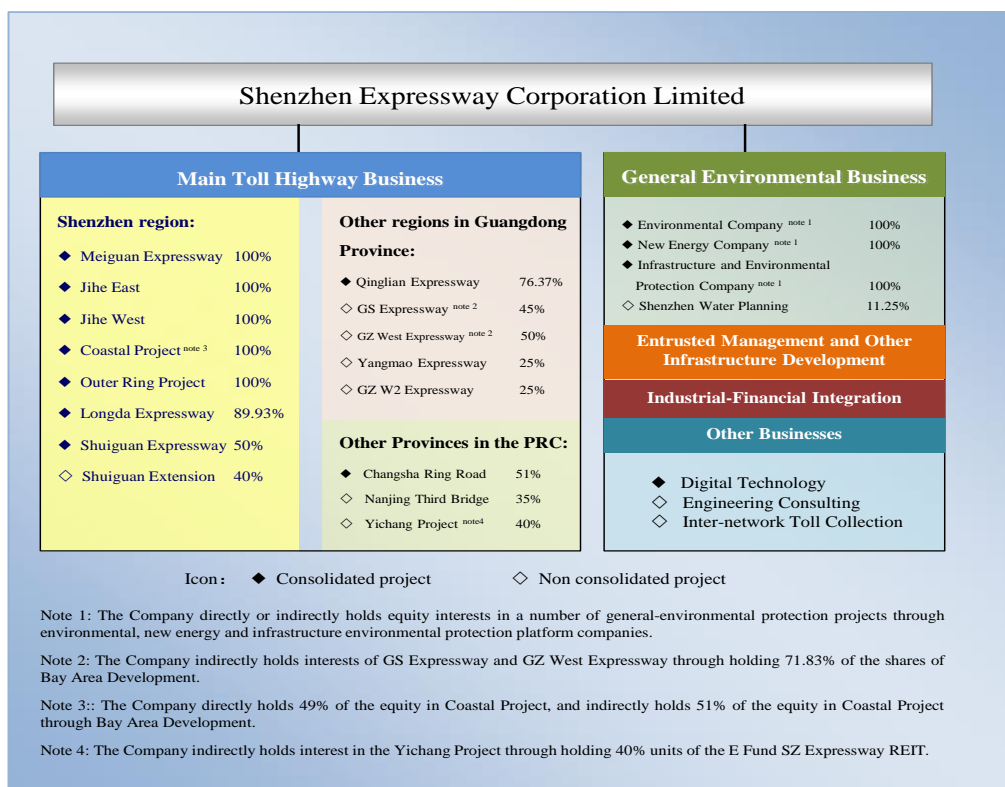 Shenzhen Expressway Corporation Limited
Main Toll Highway Business
Shenzhen region:
◆ Meiguan Expressway 100%
◆ Jihe East 100%
◆ Jihe West 100%
◆ Coastal Project note 3 100%
◆ Outer Ring Project 100%
◆ Longda Expressway 89.93%
◆ Shuiguan Expressway 50%
◇ Shuiguan Extension 40%
Other regions in Guangdong
Province:
◆ Qinglian Expressway 76.37%
◇ GS Expressway note 2 45%
◇ GZ West Expressway note 2 50%
◇ Yangmao Expressway 25%
◇ GZ W2 Expressway 25%
Other Provinces in the PRC:
◆ Changsha Ring Road 51%
◇ Nanjing Third Bridge 35%
◇ Yichang Project note4 40%
General Environmental Business
◆ Environmental Company note 1 100%
◆ New Energy Company note 1 100%
◆ Infrastructure and Environmental
Protection Company note 1 100%
◇ Shenzhen Water Planning 11.25%
Entrusted Management and Other
Infrastructure Development
Industrial-Financial Integration
Other Businesses
◆ Digital Technology
◇ Engineering Consulting
◇ Inter-network Toll Collection
Icon： ◆ Consolidated project ◇ Non consolidated project
Note 1: The Company directly or indirectly holds equity interests in a number of general-environmental protection projects through
environmental, new energy and infrastructure environmental protection platform companies.
Note 2: The Company indirectly holds interests of GS Expressway and GZ West Expressway through holding 71.83% of the shares of
Bay Area Development.
Note 3:: The Company directly holds 49% of the equity in Coastal Project, and indirectly holds 51% of the equity in Coastal Project
through Bay Area Development.
Note 4: The Company indirectly holds interest in the Yichang Project through holding 40% units of the E Fund SZ Expressway REIT.